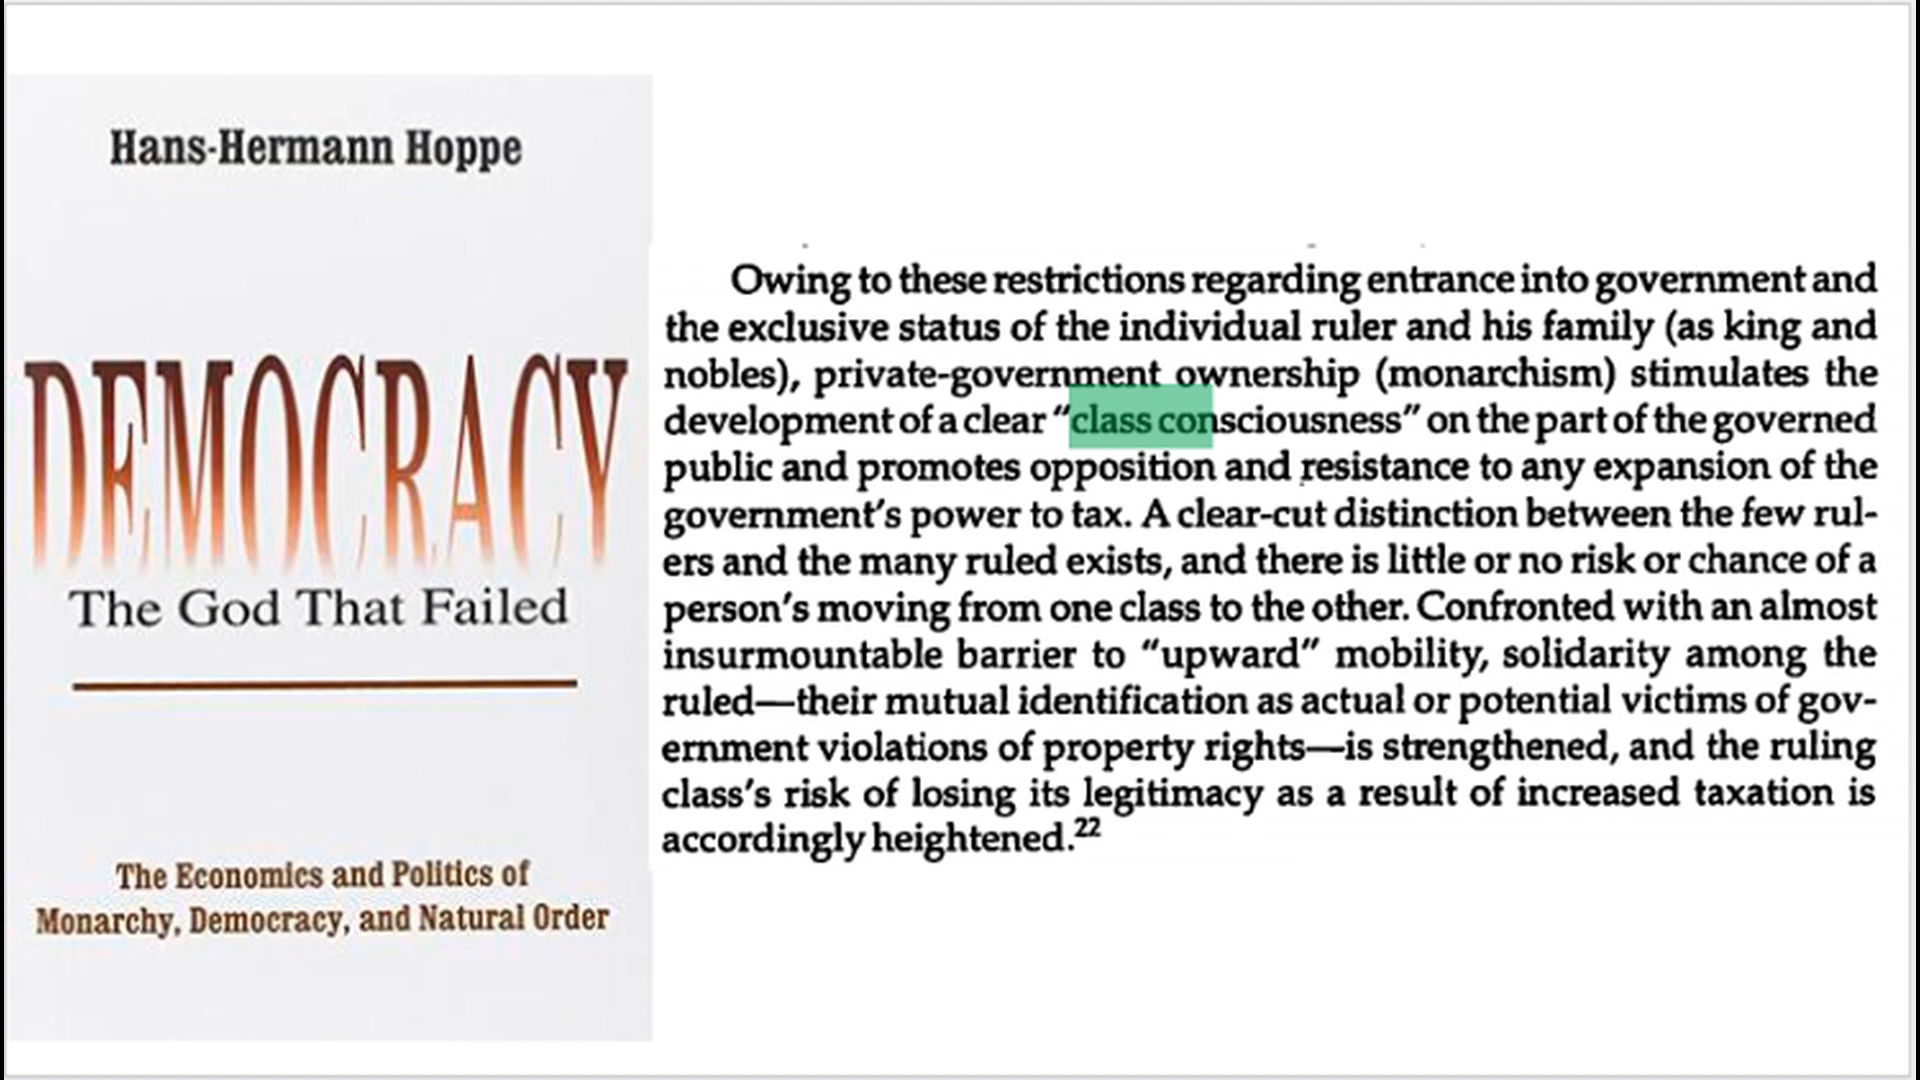 Hans-Hermann Hoppe
DEMOCRACY
The God That Failed
The Economics and Politics of
Monarchy, Democracy, and Natural Order
Owing to these restrictions regarding entrance into government and
the exclusive status of the individual ruler and his family (as king and
nobles), private-government ownership (monarchism) stimulates the
development of a clear “class consciousness” on the part of the governed
public and promotes opposition and resistance to any expansion of the
government’s power to tax. A clear-cut distinction between the few rul-
ers and the many ruled exists, and there is little or no risk or chance of a
person’s moving from one class to the other. Confronted with an almost
insurmountable barrier to “upward” mobility, solidarity among the
ruled—their mutual identification as actual or potential victims of gov-
ernment violations of property rights—is strengthened, and the ruling
class’s risk of losing its legitimacy as a result of increased taxation is
accordingly heightened.22